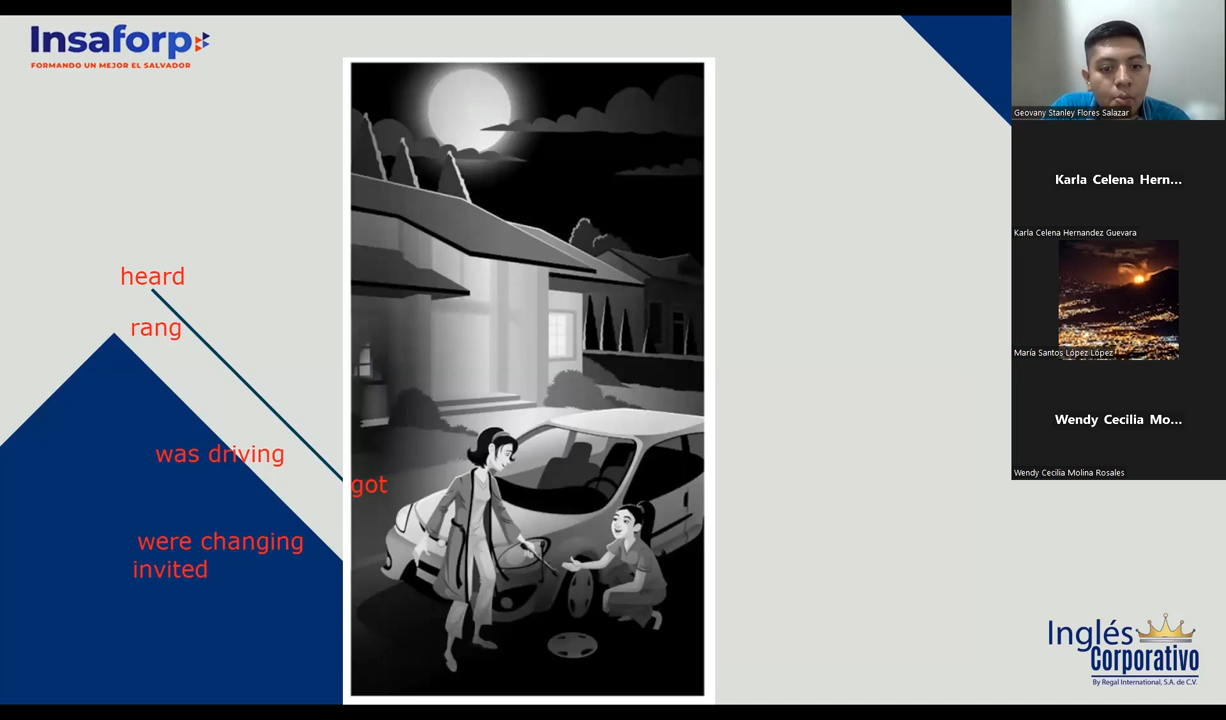 Insaforp
FORMANDO UN MEJOR EL SALVADOR
heard
rang
was driving
got
were changing
invited
Geovany Stanley Flores Salazar
Karla Celena Hern...
Karla Celena Hernandez Guevara
María Santos López López
Wendy Cecilia Mo...
Wendy Cecilia Molina Rosales
Inglés
Corporativo
By Regal International, S.A. de C.V.